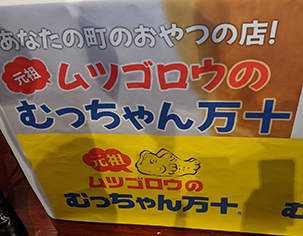 あなたの町のおやつの店!
元祖
ムツゴロウの
むっちゃん万十
元祖
ムツゴロウの
むっちゃん万十